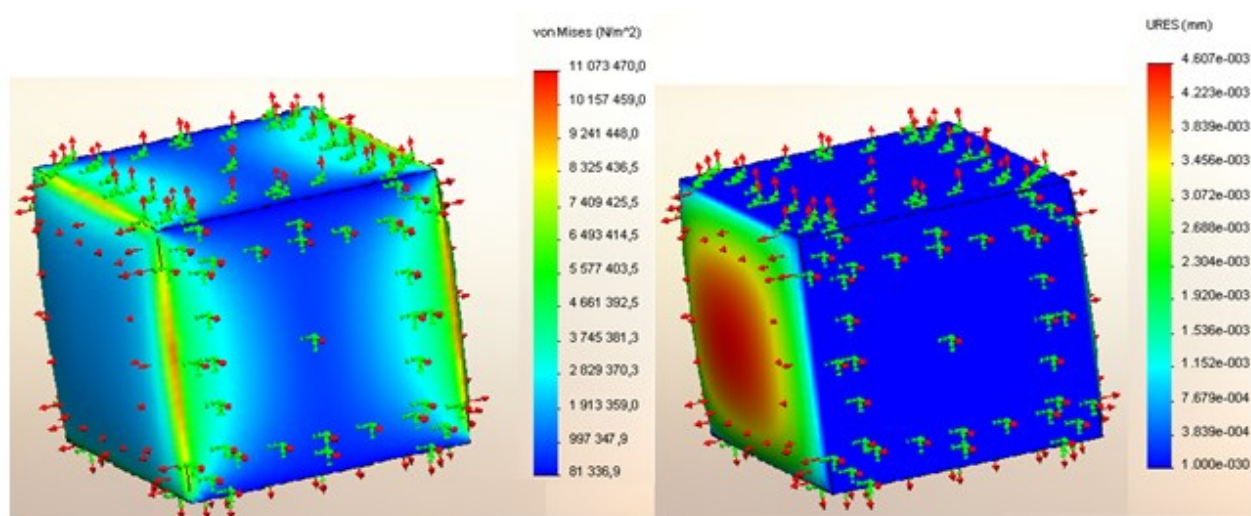 von Mises (N/m^2)
11 073 470,0
10 157 459,0
9 241 448,0
8 325 436,5
7 409 425,5
6 493 414,5
5 577 403,5
4 661 392,5
3 745 381,3
2 829 370,3
1 913 359,0
997 347,9
81 336,9
URES (mm)
4.607e-003
4.223e-003
3.839e-003
3.456e-003
3.072e-003
2.688e-003
2.304e-003
1.920e-003
1.536e-003
1.152e-003
7.679e-004
3.839e-004
1.000e-030